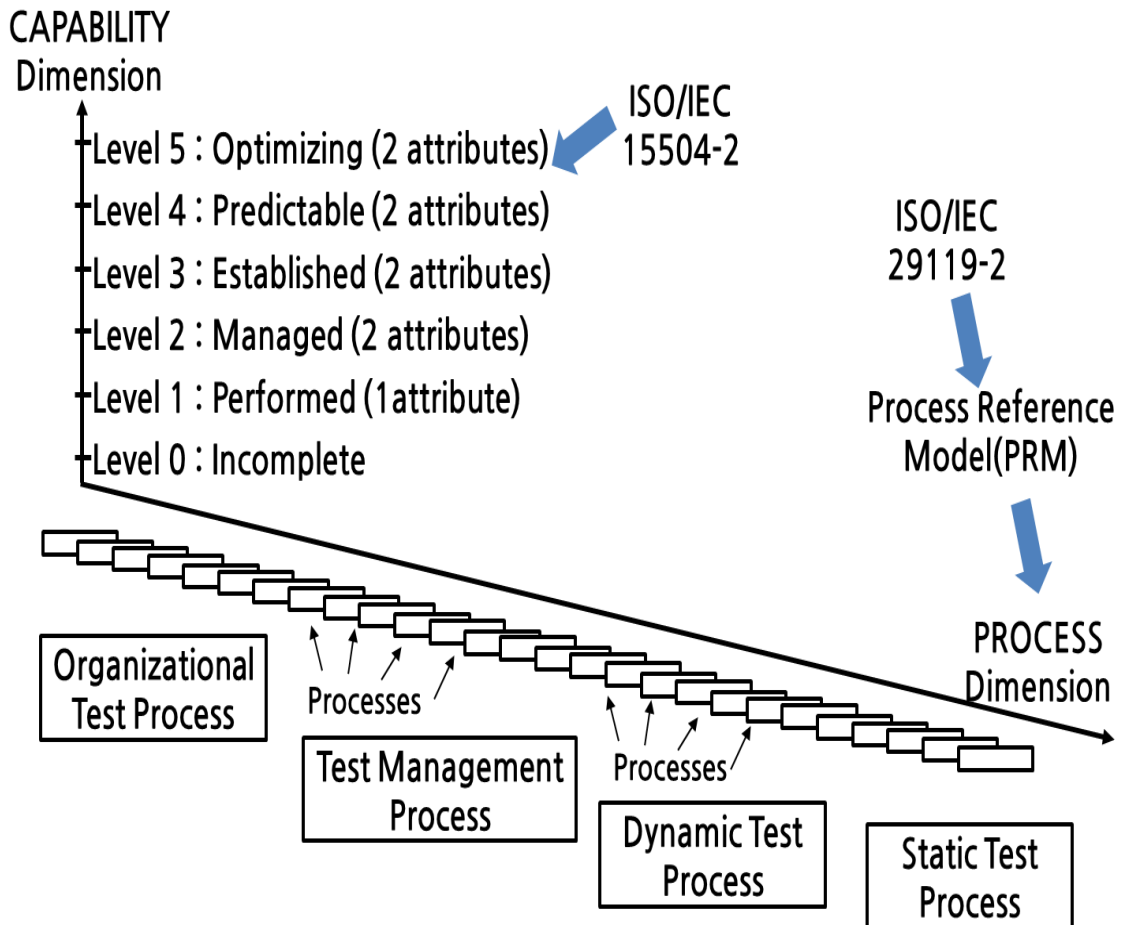 CAPABILITY
Dimension
ISO/IEC
15504-2
Level 5 : Optimizing (2 attributes)
Level 4 : Predictable (2 attributes)
ISO/IEC
29119-2
Level 3 : Established (2 attributes)
Level 2 : Managed (2 attributes)
Level 1 : Performed (1attribute)
Process Reference
Model(PRM)
Level 0 : Incomplete
PROCESS
Dimension
Organizational
Test Process
Processes
Test Management
Process
Processes
Dynamic Test
Process
Static Test
Process